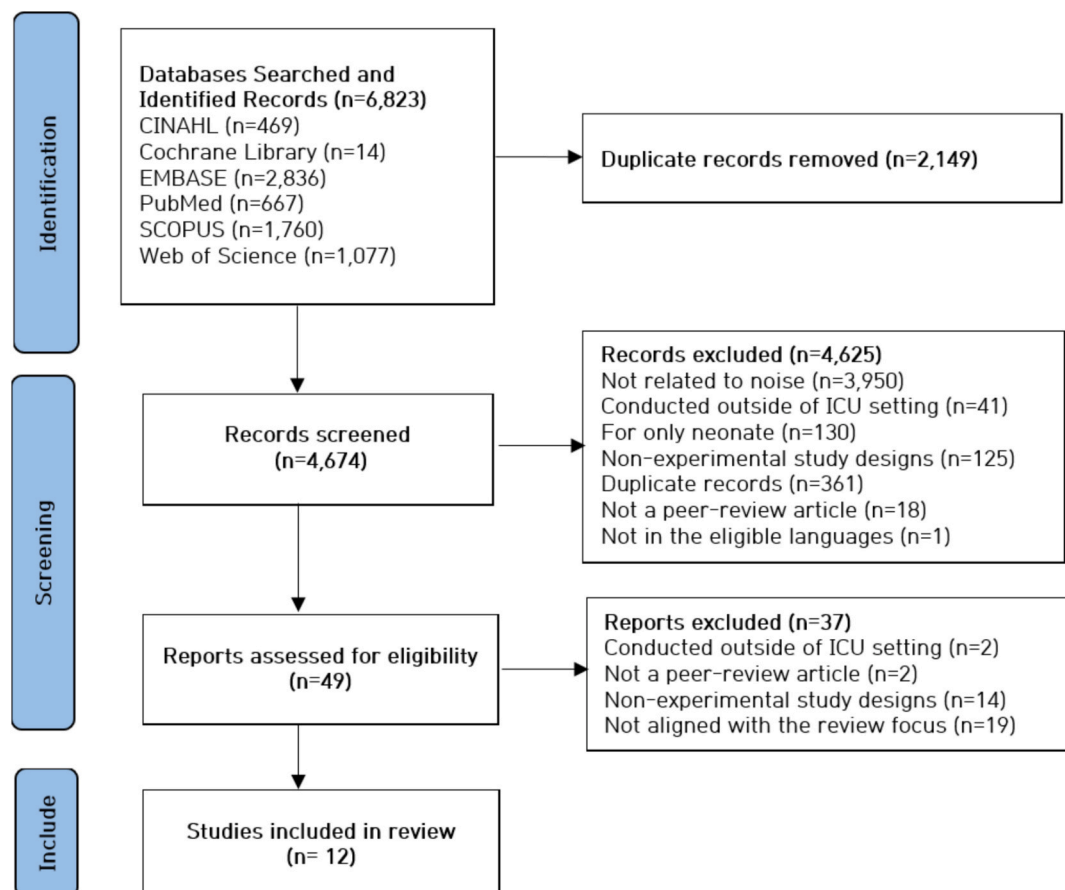 Identification
Databases Searched and
Identified Records (n=6,823)
CINAHL (n=469)
Cochrane Library (n=14)
EMBASE (n=2,836)
PubMed (n=667)
SCOPUS (n=1,760)
Web of Science (n=1,077)
Duplicate records removed (n=2,149)
Screening
Records screened
(n=4,674)
Records excluded (n=4,625)
Not related to noise (n=3,950)
Conducted outside of ICU setting (n=41)
For only neonate (n=130)
Non-experimental study designs (n=125)
Duplicate records (n=361)
Not a peer-review article (n=18)
Not in the eligible languages (n=1)
Reports assessed for eligibility
(n=49)
Reports excluded (n=37)
Conducted outside of ICU setting (n=2)
Not a peer-review article (n=2)
Non-experimental study designs (n=14)
Not aligned with the review focus (n=19)
Include
Studies included in review
(n= 12)